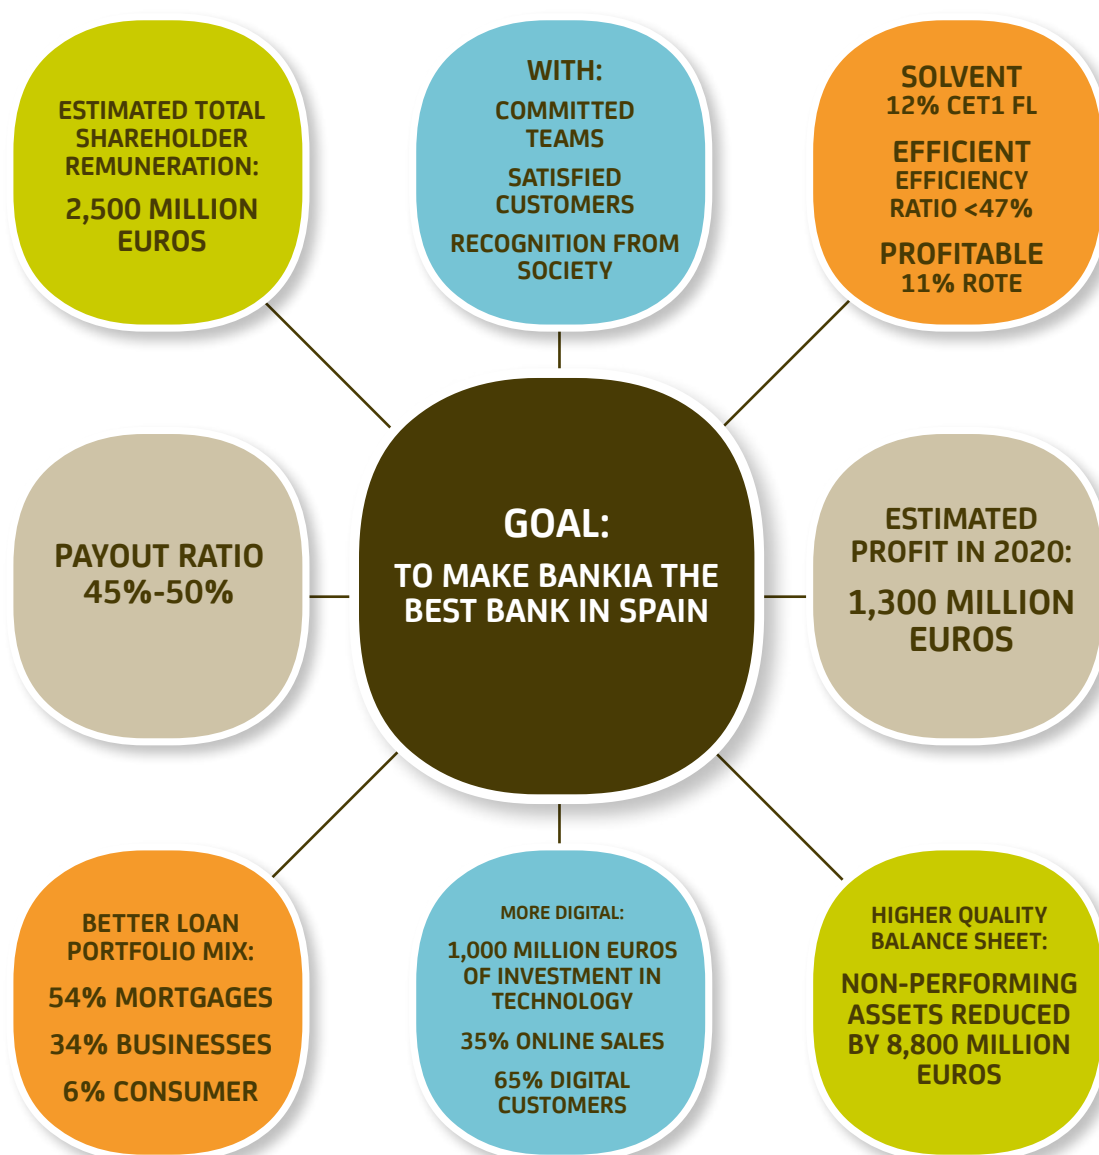 ESTIMATED TOTAL
SHAREHOLDER
REMUNERATION:
2,500 MILLION
EUROS
WITH:
COMMITTED
TEAMS
SATISFIED
CUSTOMERS
RECOGNITION FROM
SOCIETY
SOLVENT
12% CET1 FL
EFFICIENT
EFFICIENCY
RATIO <47%
PROFITABLE
11% ROTE
PAYOUT RATIO
45%-50%
GOAL:
TO MAKE BANKIA THE
BEST BANK IN SPAIN
ESTIMATED
PROFIT IN 2020:
1,300 MILLION
EUROS
BETTER LOAN
PORTFOLIO MIX:
54% MORTGAGES
34% BUSINESSES
6% CONSUMER
MORE DIGITAL:
1,000 MILLION EUROS
OF INVESTMENT IN
TECHNOLOGY
35% ONLINE SALES
65% DIGITAL
CUSTOMERS
HIGHER QUALITY
BALANCE SHEET:
NON-PERFORMING
ASSETS REDUCED
BY 8,800 MILLION
EUROS